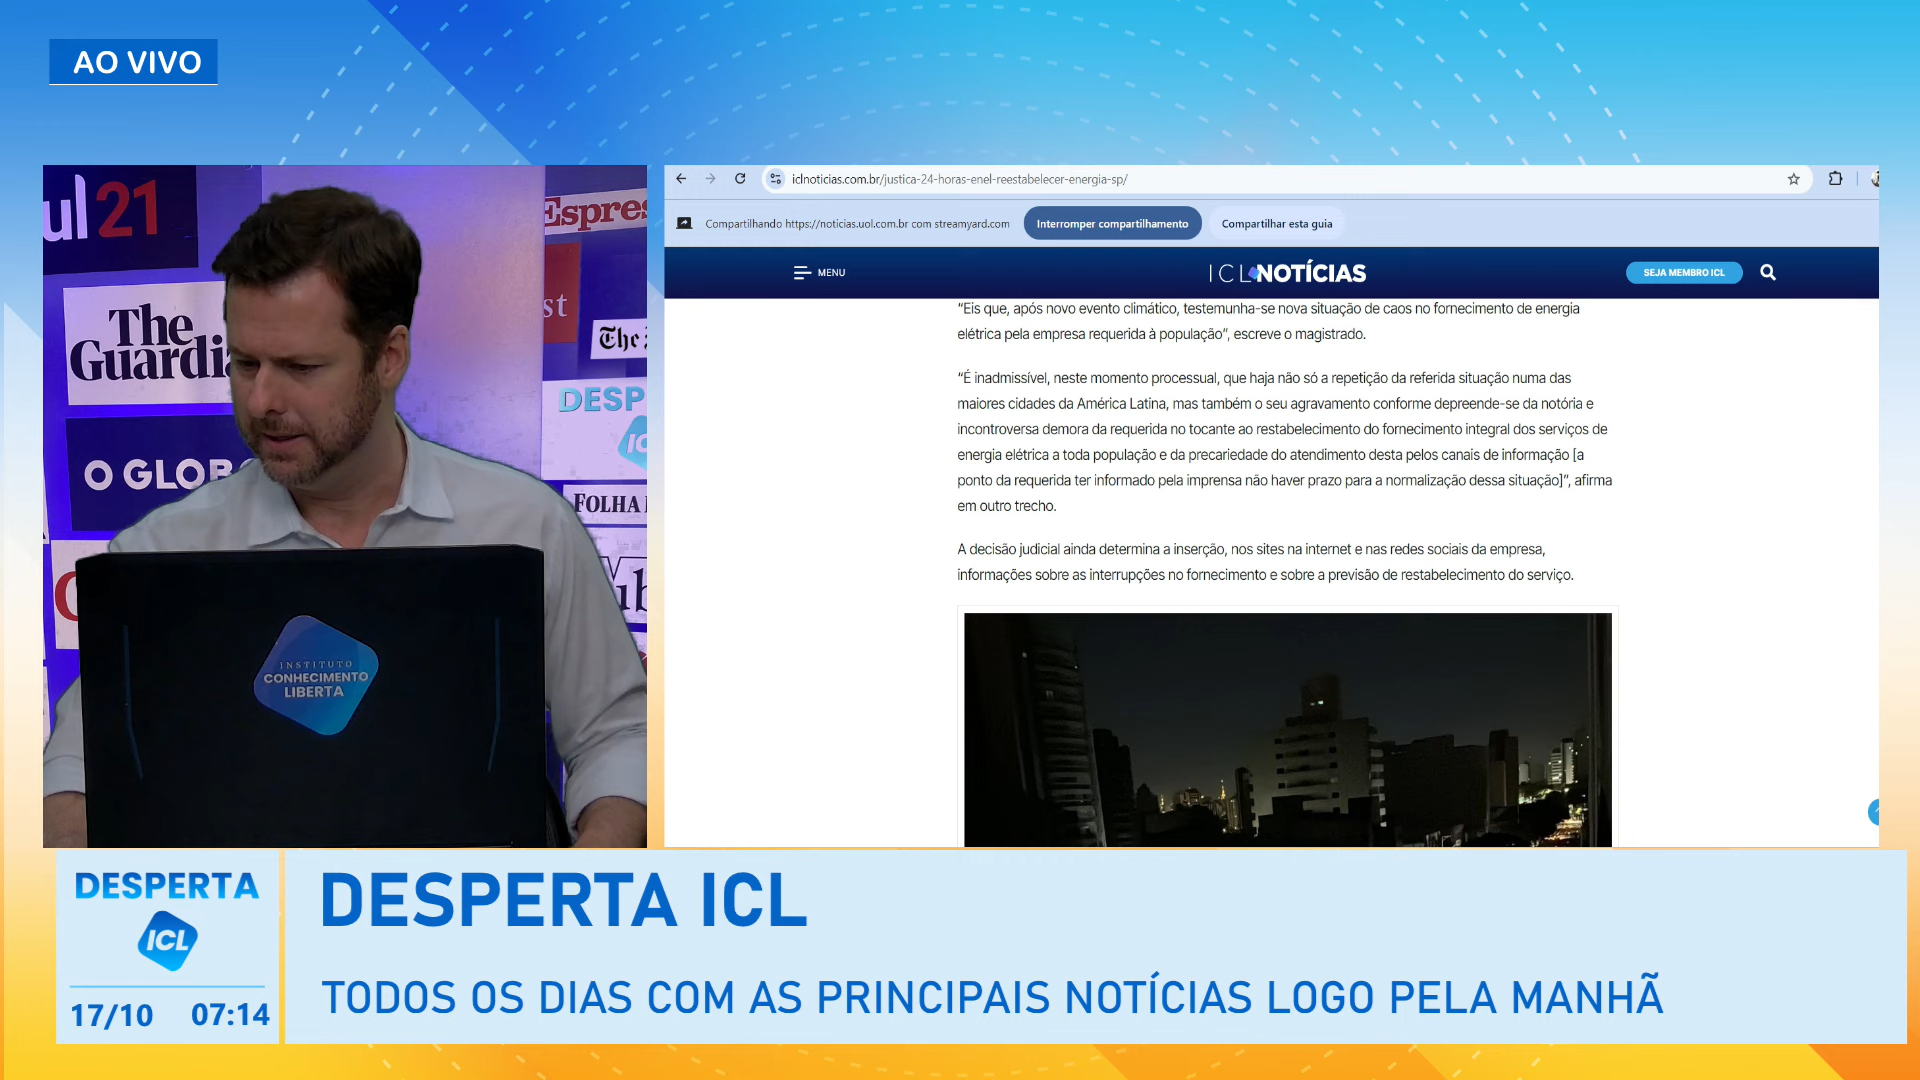 AO VIVO
ul 21
Espres
The Guardia
st
The
DESP
IC
O GLOB
FOLHA
INSTITUTO
CONHECIMENTO
LIBERTA
iclnoticias.com.br/justica-24-horas-enel-reestabelecer-energia-sp/
Compartilhando https://noticias.uol.com.br com streamyard.com
Interromper compartilhamento
Compartilhar esta guia
MENU
ICL NOTÍCIAS
SEJA MEMBRO ICL
“Eis que, após novo evento climático, testemunha-se nova situação de caos no fornecimento de energia
elétrica pela empresa requerida à população”, escreve o magistrado.
“É inadmissível, neste momento processual, que haja não só a repetição da referida situação numa das
maiores cidades da América Latina, mas também o seu agravamento conforme depreende-se da notória e
incontroversa demora da requerida no tocante ao restabelecimento do fornecimento integral dos serviços de
energia elétrica a toda população e da precariedade do atendimento desta pelos canais de informação [a
ponto da requerida ter informado pela imprensa não haver prazo para a normalização dessa situação]”, afirma
em outro trecho.
A decisão judicial ainda determina a inserção, nos sites na internet e nas redes sociais da empresa,
informações sobre as interrupções no fornecimento e sobre a previsão de restabelecimento do serviço.
DESPERTA
ICL
17/10 07:14
DESPERTA ICL
TODOS OS DIAS COM AS PRINCIPAIS NOTÍCIAS LOGO PELA MANHÃ